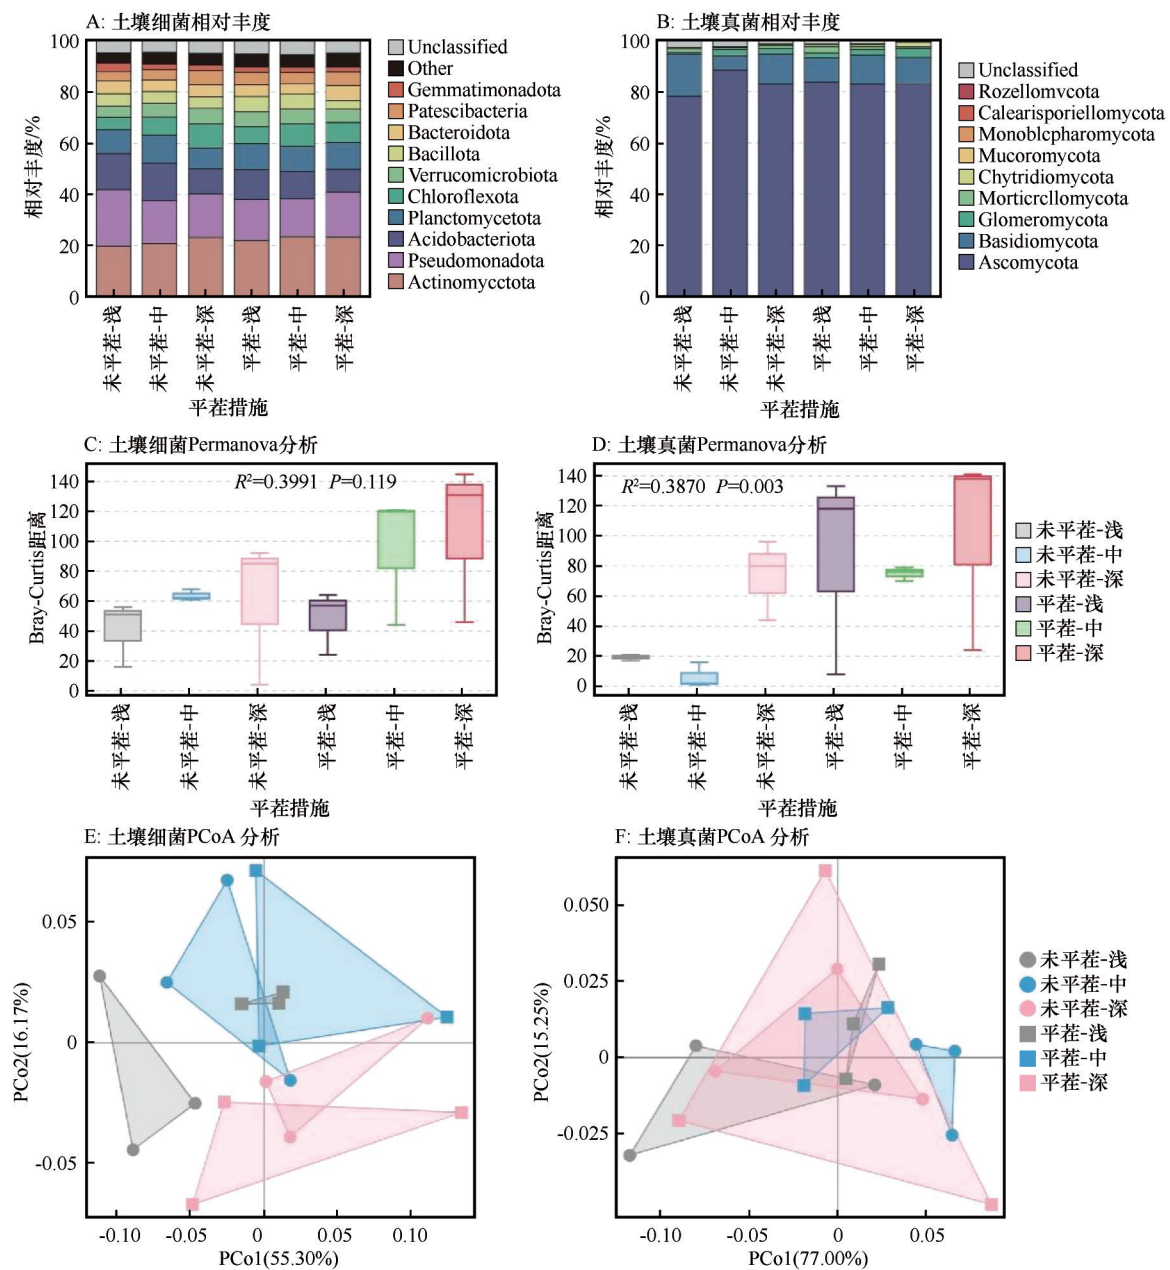 A: 土壤细菌相对丰度
100
80
60
40
20
0
相对丰度/%
未平茬-浅
未平茬-中
未平茬-深
平茬-浅
平茬-中
平茬-深
平茬措施
Unclassified
Other
Gemmatimonadota
Patescibacteria
Bacteroidota
Bacillota
Verrucomicrobiota
Chloroflexota
Planctomycetota
Acidobacteriota
Pseudomonadota
Actinomycctota
B: 土壤真菌相对丰度
100
80
60
40
20
0
相对丰度/%
未平茬-浅
未平茬-中
未平茬-深
平茬-浅
平茬-中
平茬-深
平茬措施
Unclassified
Rozellomvcota
Calearisporiellomycota
Monoblcpharomycota
Mucoromycota
Chytridiomycota
Morticrcllomycota
Glomeromycota
Basidiomycota
Ascomycota
C: 土壤细菌Permanova分析
R²=0.3991 P=0.119
140
120
100
80
60
40
20
0
Bray-Curtis距离
未平茬-浅
未平茬-中
未平茬-深
平茬-浅
平茬-中
平茬-深
平茬措施
D: 土壤真菌Permanova分析
R²=0.3870 P=0.003
140
120
100
80
60
40
20
0
Bray-Curtis距离
未平茬-浅
未平茬-中
未平茬-深
平茬-浅
平茬-中
平茬-深
平茬措施
未平茬-浅
未平茬-中
未平茬-深
平茬-浅
平茬-中
平茬-深
E: 土壤细菌PCoA 分析
0.05
0
-0.05
PCo2(16.17%)
-0.10
-0.05
0
0.05
0.10
PCo1(55.30%)
F: 土壤真菌PCoA 分析
0.050
0.025
0
-0.025
PCo2(15.25%)
-0.10
-0.05
0
0.05
PCo1(77.00%)
未平茬-浅
未平茬-中
未平茬-深
平茬-浅
平茬-中
平茬-深